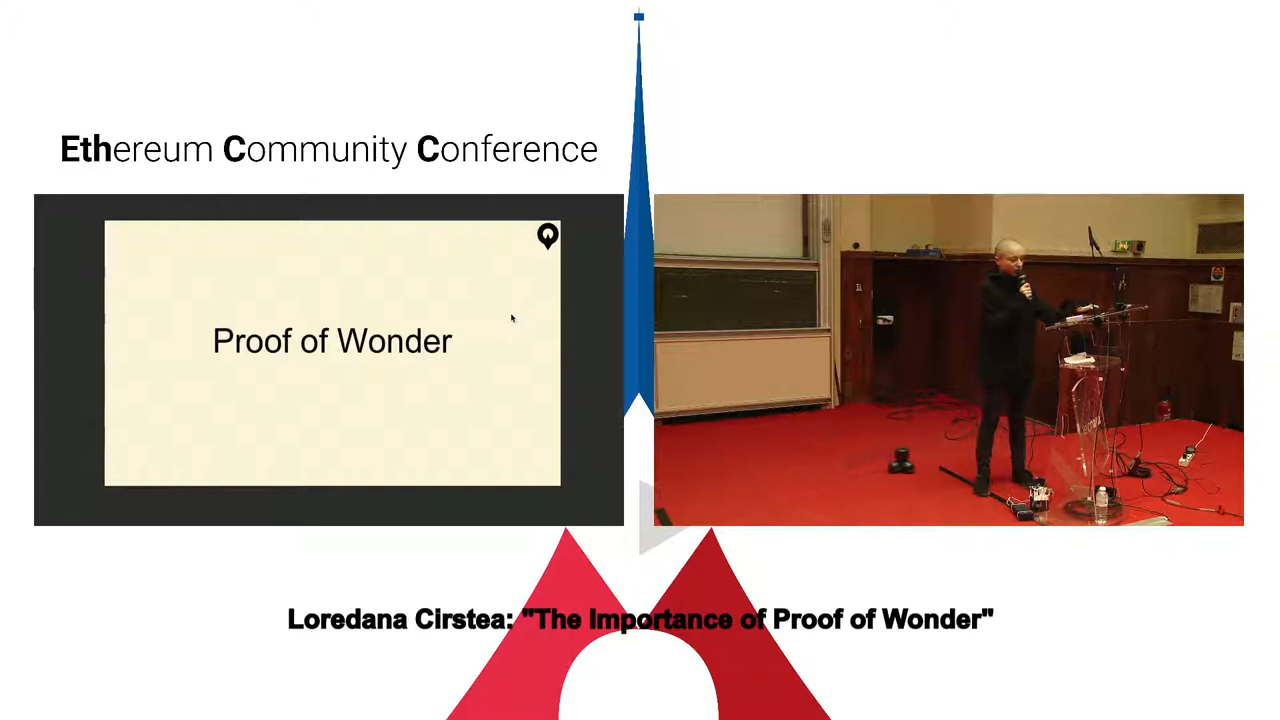 Ethereum Community Conference
Proof of Wonder
Loredana Cirstea: "The Importance of Proof of Wonder"